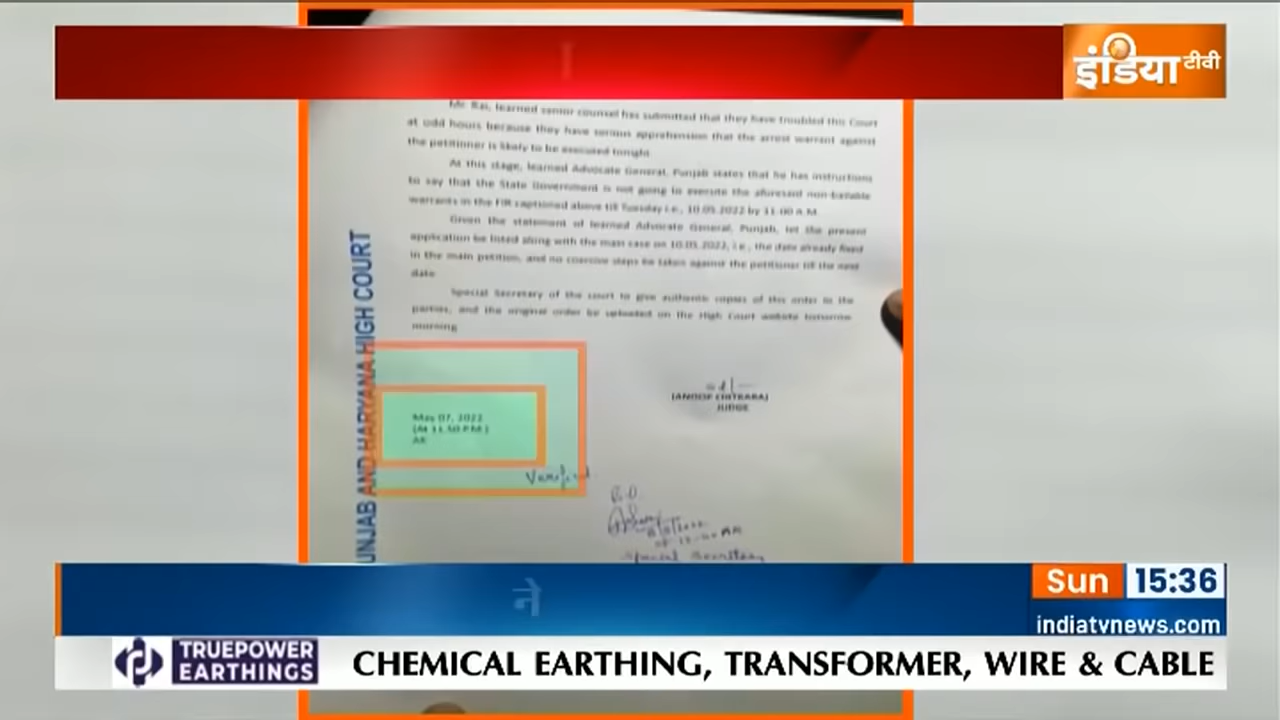 इंडिया टीवी
Mr. Rai, learned senior counsel has submitted that they have troubled this Court
at odd hours because they have serious apprehension that the arrest warrant against
the petitioner is likely to be executed tonight.
At this stage, learned Advocate General, Punjab states that he has instructions
to say that the State Government is not going to execute the aforesaid non-bailable
warrants in the FIR captioned above till Tuesday i.e., 10.05.2022 by 11:00 A.M.
Given the statement of learned Advocate General, Punjab, let the present
application be listed along with the main case on 10.05.2022, i.e., the date already fixed
in the main petition, and no coercive steps be taken against the petitioner till the next
date.
Special Secretary of the court to give authentic copies of this order to the
parties, and the original order be uploaded on the High Court website tomorrow
morning.
UNJAB AND HARYANA HIGH COURT
(ANOOP CHITKARA)
JUDGE
May 07, 2022
(At 11.50 P.M.)
AK
Verified
Special Secretary
ने
Sun 15:36
indiatvnews.com
TRUEPOWER
EARTHINGS
CHEMICAL EARTHING, TRANSFORMER, WIRE & CABLE